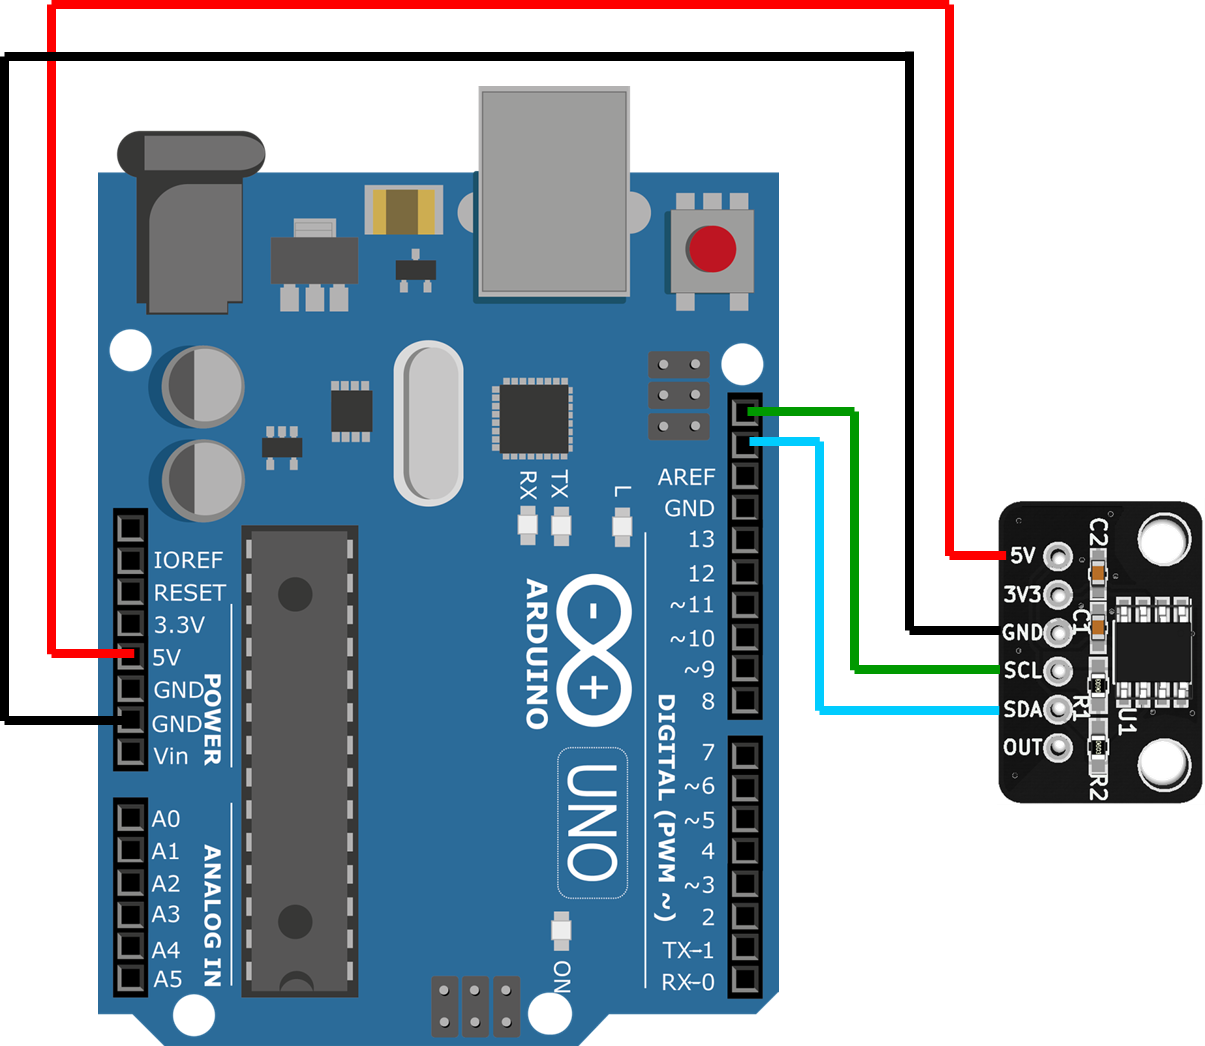 IOREF
RESET
3.3V
5V
GND
GND
Vin
POWER
A0
A1
A2
A3
A4
A5
ANALOG IN
RX
TX
L
ARDUINO
UNO
ON
AREF
GND
13
12
~11
~10
~9
8
7
~6
~5
4
~3
2
TX-1
RX-0
DIGITAL (PWM ~)
5V
3V3
GND
SCL
SDA
OUT
C2
C1
R1
R2
U1